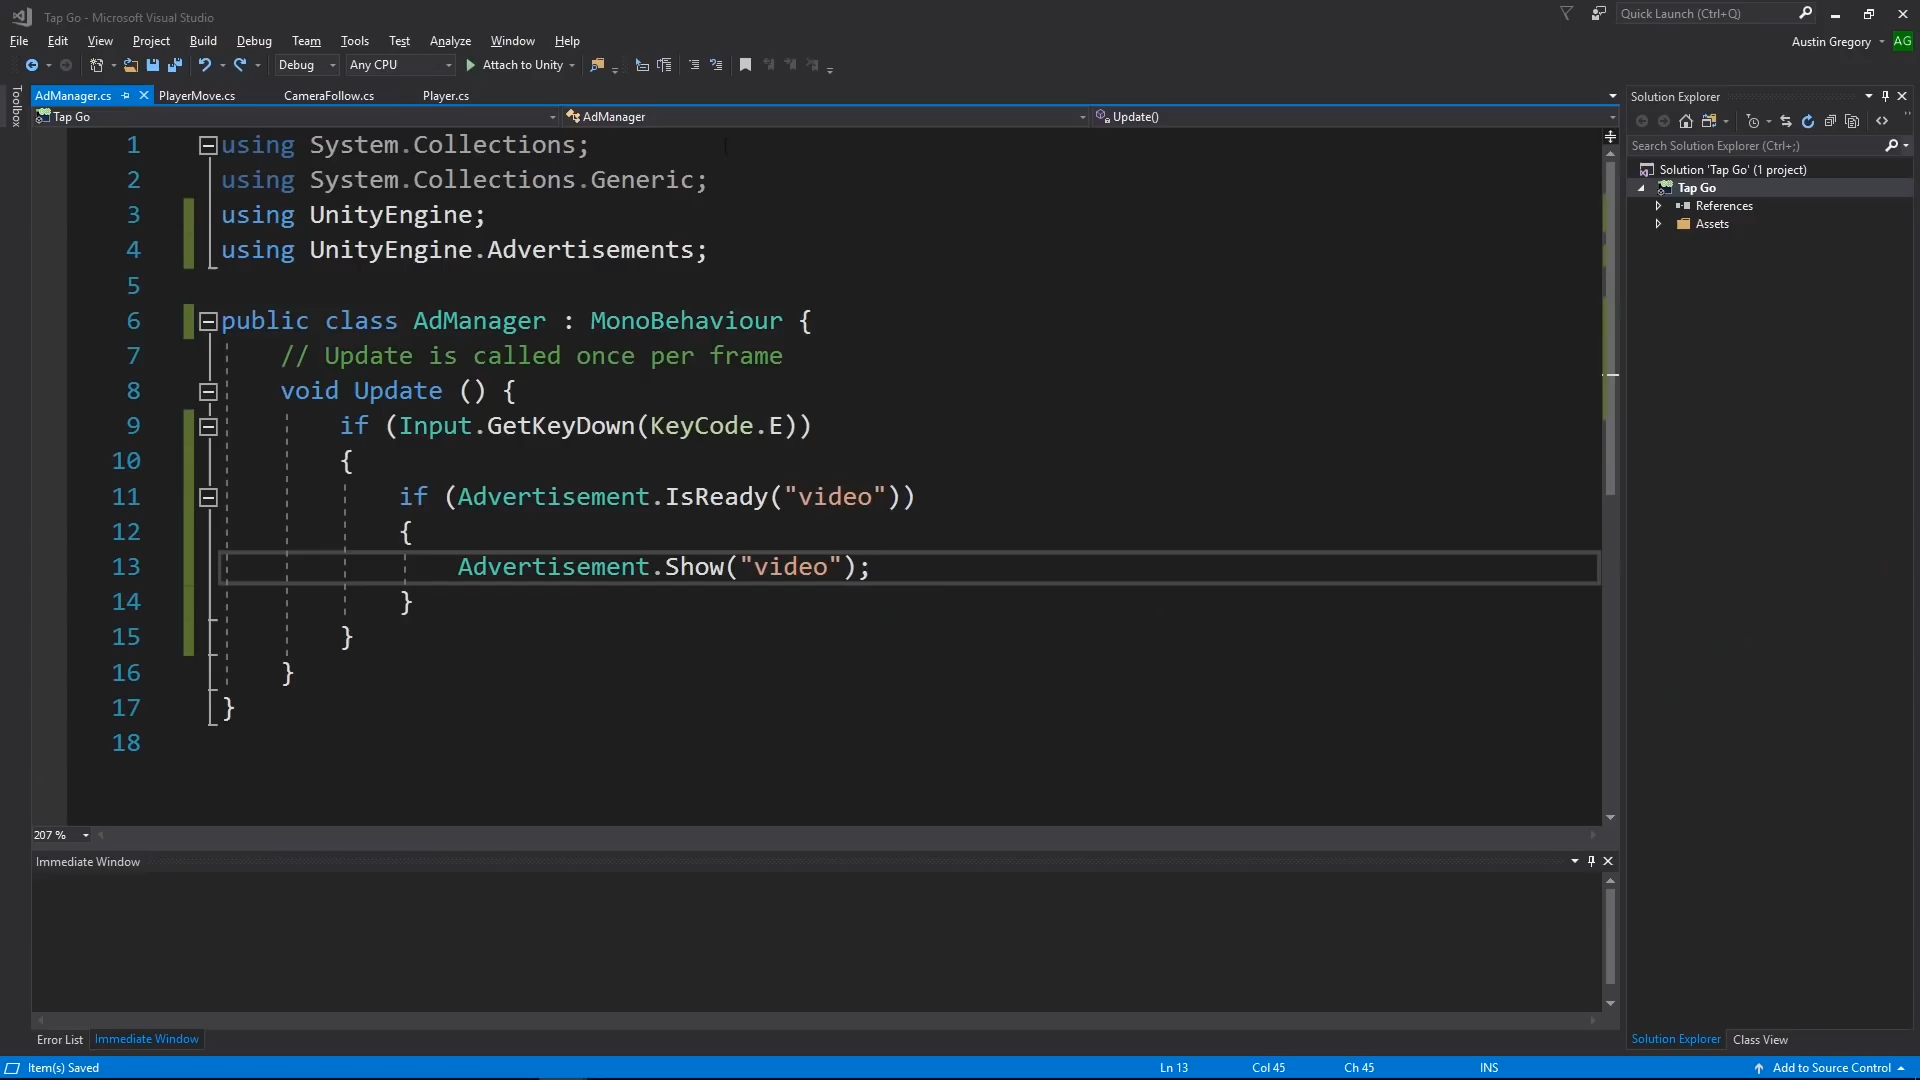 Tap Go - Microsoft Visual Studio
Quick Launch (Ctrl+Q)
File Edit View Project Build Debug Team Tools Test Analyze Window Help
Austin Gregory AG
Debug Any CPU Attach to Unity
Toolbox
AdManager.cs PlayerMove.cs CameraFollow.cs Player.cs
Tap Go AdManager Update()
1 using System.Collections;
2 using System.Collections.Generic;
3 using UnityEngine;
4 using UnityEngine.Advertisements;
5
6 public class AdManager : MonoBehaviour {
7 // Update is called once per frame
8 void Update () {
9 if (Input.GetKeyDown(KeyCode.E))
10 {
11 if (Advertisement.IsReady("video"))
12 {
13 Advertisement.Show("video");
14 }
15 }
16 }
17 }
18
207 %
Immediate Window
Error List Immediate Window
Solution Explorer
Search Solution Explorer (Ctrl+;)
Solution 'Tap Go' (1 project)
Tap Go
References
Assets
Solution Explorer Class View
Item(s) Saved Ln 13 Col 45 Ch 45 INS Add to Source Control